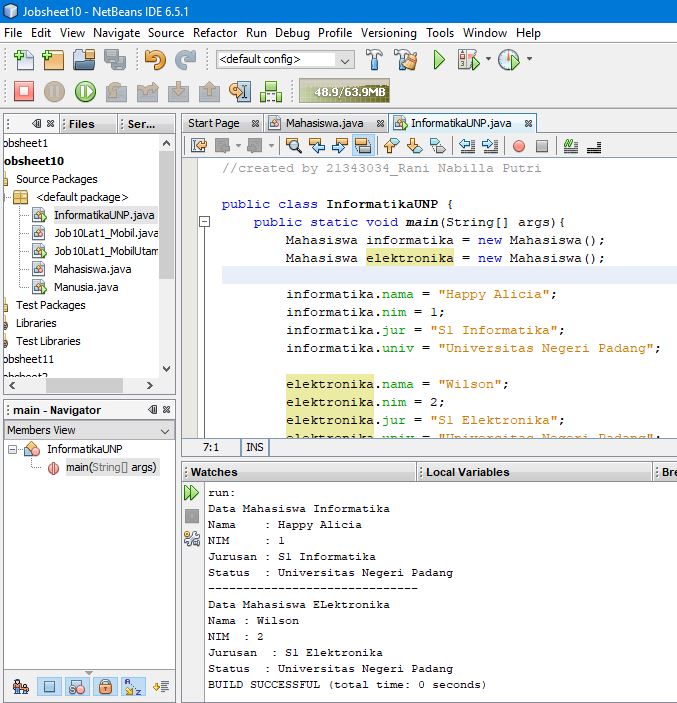 Jobsheet10 - NetBeans IDE 6.5.1
File Edit View Navigate Source Refactor Run Debug Profile Versioning Tools Window Help
<default config>
48.9/63.9MB
Files
Ser...
Start Page
Mahasiswa.java
InformatikaUNP.java
obsheet1
obsheet10
Source Packages
<default package>
InformatikaUNP.java
Job10Lat1_Mobil.java
Job10Lat1_MobilUtam
Mahasiswa.java
Manusia.java
Test Packages
Libraries
Test Libraries
obsheet11
obsheet2
//created by 21343034_Rani Nabilla Putri
public class InformatikaUNP {
public static void main(String[] args){
Mahasiswa informatika = new Mahasiswa();
Mahasiswa elektronika = new Mahasiswa();
informatika.nama = "Happy Alicia";
informatika.nim = 1;
informatika.jur = "S1 Informatika";
informatika.univ = "Universitas Negeri Padang";
elektronika.nama = "Wilson";
elektronika.nim = 2;
elektronika.jur = "S1 Elektronika";
elektronika.univ = "Universitas Negeri Padang";
7:1 INS
main - Navigator
Members View
InformatikaUNP
main(String[] args)
Watches
Local Variables
Bre
run:
Data Mahasiswa Informatika
Nama    : Happy Alicia
NIM     : 1
Jurusan : S1 Informatika
Status  : Universitas Negeri Padang
------------------------------
Data Mahasiswa ELektronika
Nama : Wilson
NIM  : 2
Jurusan  : S1 Elektronika
Status  : Universitas Negeri Padang
BUILD SUCCESSFUL (total time: 0 seconds)